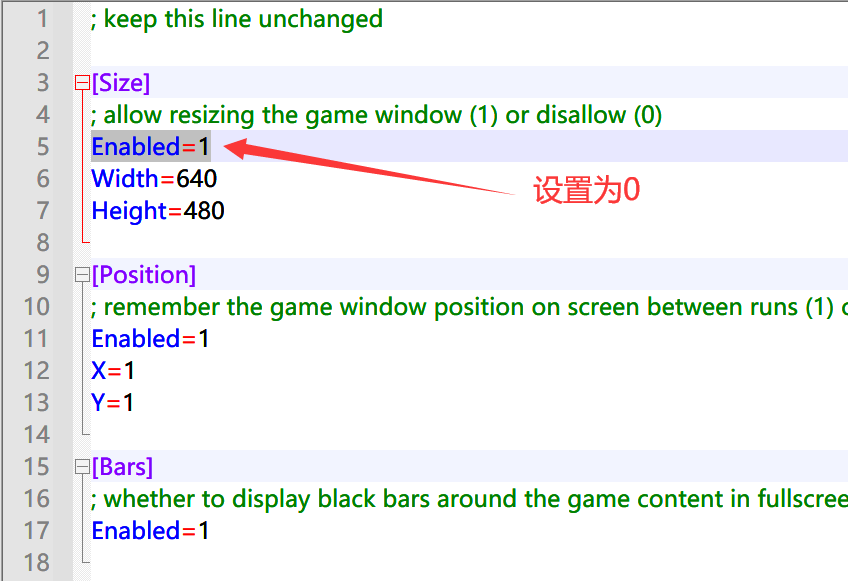 1 ; keep this line unchanged
2
3 [Size]
4 ; allow resizing the game window (1) or disallow (0)
5 Enabled=1
6 Width=640
设置为0
7 Height=480
8
9 [Position]
10 ; remember the game window position on screen between runs (1)
11 Enabled=1
12 X=1
13 Y=1
14
15 [Bars]
16 ; whether to display black bars around the game content in fullscree
17 Enabled=1
18